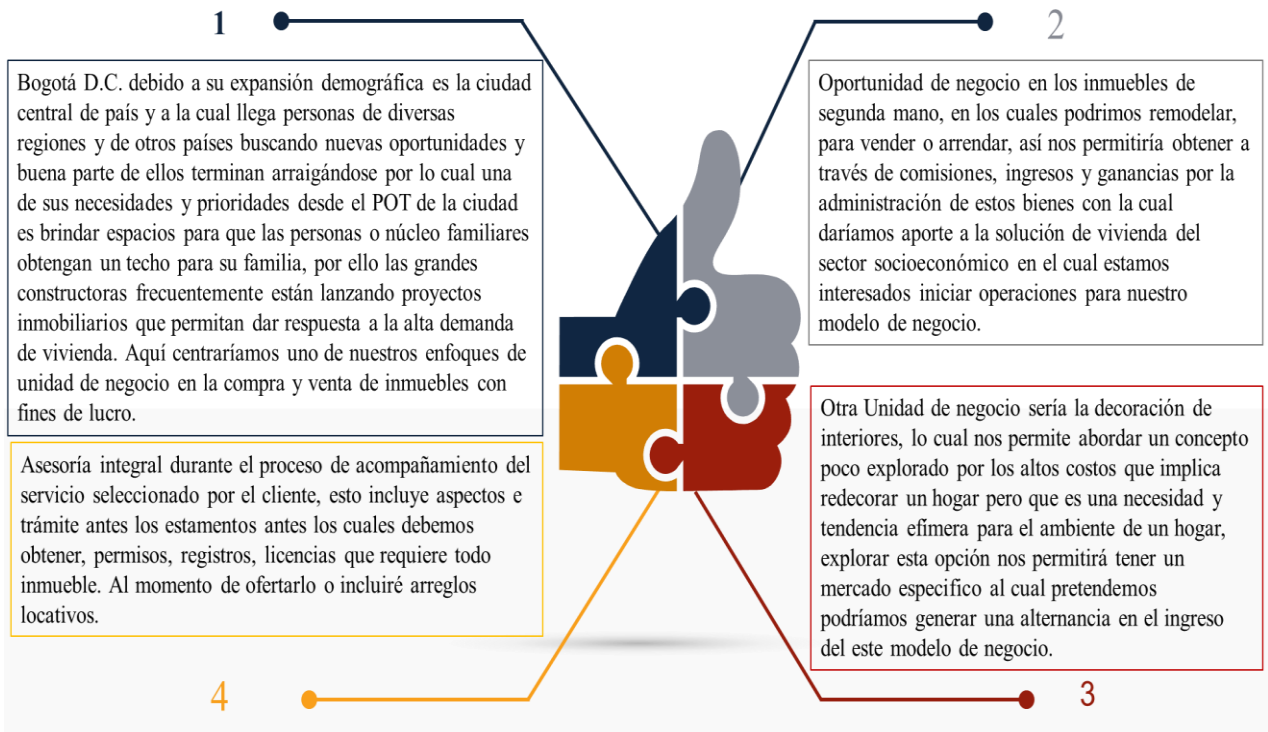 1
Bogotá D.C. debido a su expansión demográfica es la ciudad
central de país y a la cual llega personas de diversas
regiones y de otros países buscando nuevas oportunidades y
buena parte de ellos terminan arraigándose por lo cual una
de sus necesidades y prioridades desde el POT de la ciudad
es brindar espacios para que las personas o núcleo familiares
obtengan un techo para su familia, por ello las grandes
constructoras frecuentemente están lanzando proyectos
inmobiliarios que permitan dar respuesta a la alta demanda
de vivienda. Aquí centraríamos uno de nuestros enfoques de
unidad de negocio en la compra y venta de inmuebles con
fines de lucro.
2
Oportunidad de negocio en los inmuebles de
segunda mano, en los cuales podrimos remodelar,
para vender o arrendar, así nos permitiría obtener a
través de comisiones, ingresos y ganancias por la
administración de estos bienes con la cual
daríamos aporte a la solución de vivienda del
sector socioeconómico en el cual estamos
interesados iniciar operaciones para nuestro
modelo de negocio.
Otra Unidad de negocio sería la decoración de
interiores, lo cual nos permite abordar un concepto
poco explorado por los altos costos que implica
redecorar un hogar pero que es una necesidad y
tendencia efímera para el ambiente de un hogar,
explorar esta opción nos permitirá tener un
mercado especifico al cual pretendemos
podríamos generar una alternancia en el ingreso
del este modelo de negocio.
3
Asesoría integral durante el proceso de acompañamiento del
servicio seleccionado por el cliente, esto incluye aspectos e
trámite antes los estamentos antes los cuales debemos
obtener, permisos, registros, licencias que requiere todo
inmueble. Al momento de ofertarlo o incluiré arreglos
locativos.
4